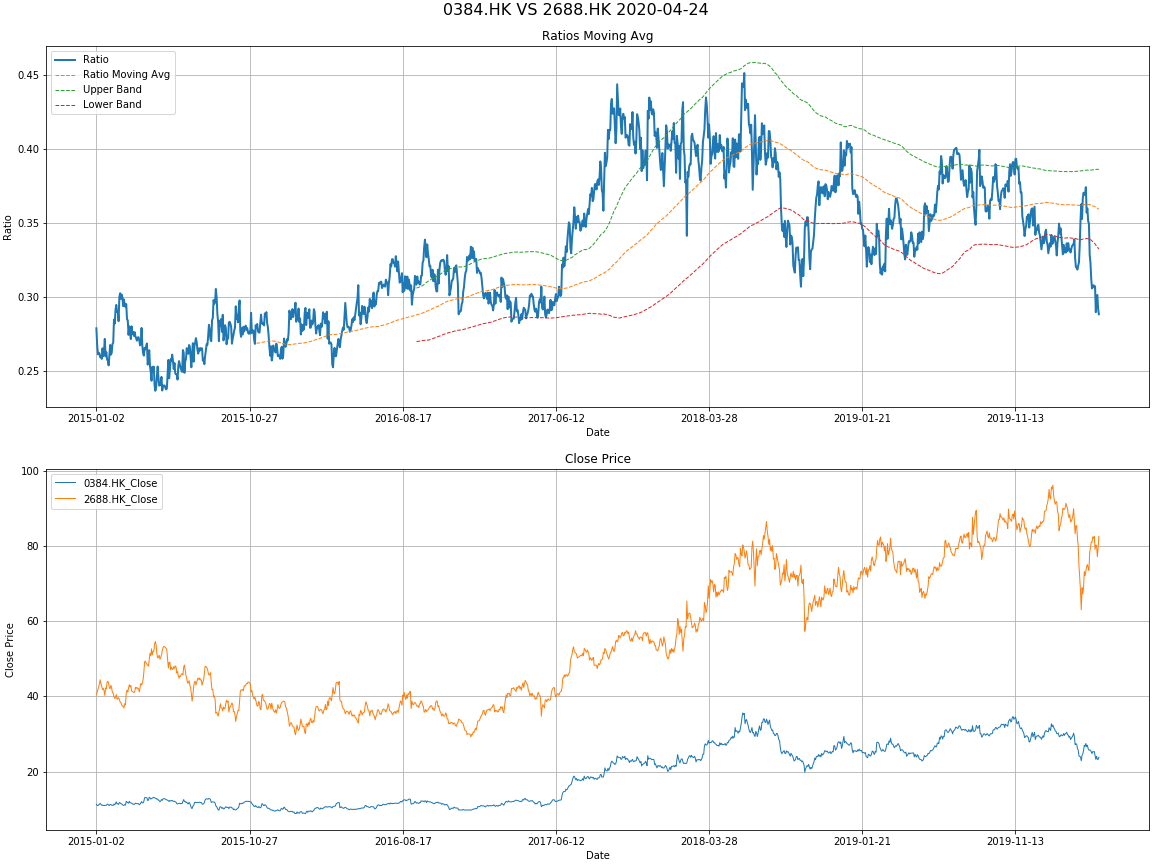 0384.HK VS 2688.HK 2020-04-24
Ratios Moving Avg
Ratio
Ratio Moving Avg
Upper Band
Lower Band
0.45
0.40
0.35
0.30
0.25
Ratio
2015-01-02 2015-10-27 2016-08-17 2017-06-12 2018-03-28 2019-01-21 2019-11-13
Date
Close Price
0384.HK_Close
2688.HK_Close
100
80
60
40
20
Close Price
2015-01-02 2015-10-27 2016-08-17 2017-06-12 2018-03-28 2019-01-21 2019-11-13
Date